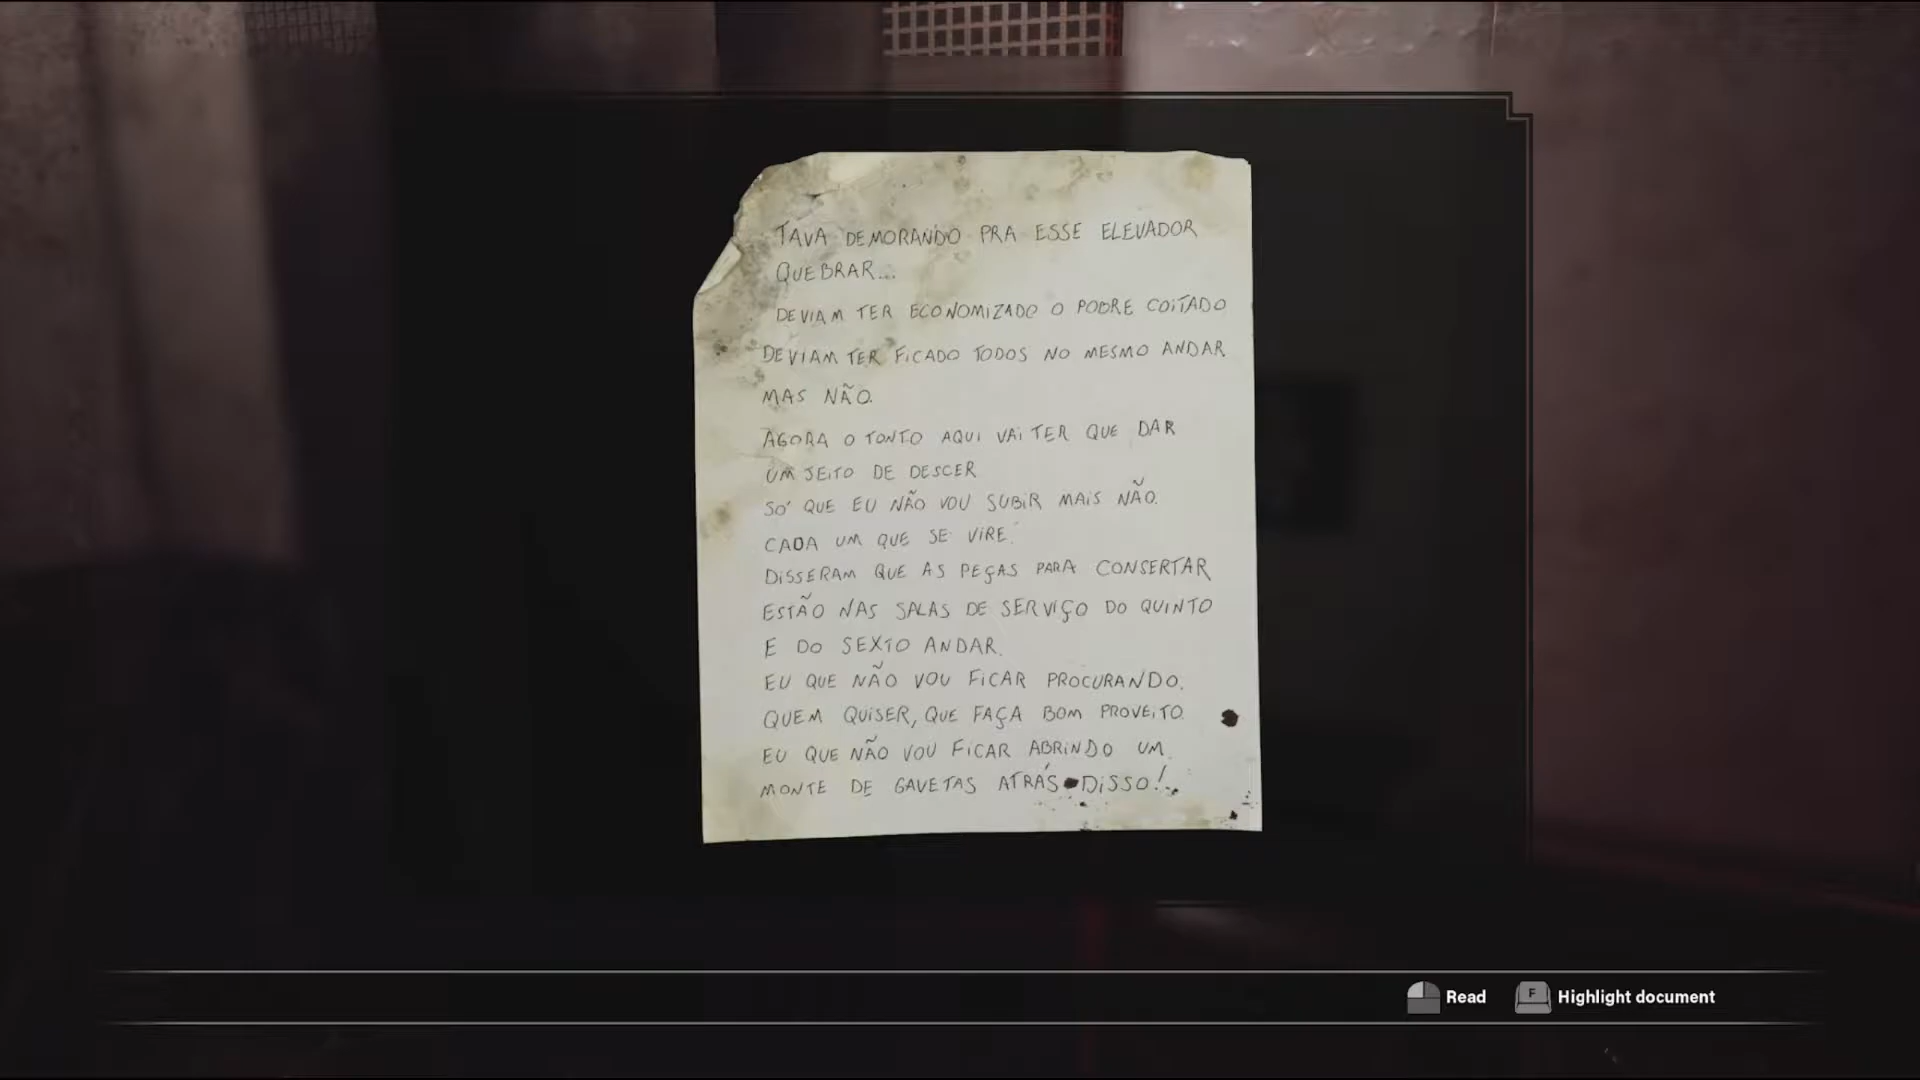 TAVA DEMORANDO PRA ESSE ELEVADOR
QUEBRAR...
DEVIAM TER ECONOMIZADO O POBRE COITADO
DEVIAM TER FICADO TODOS NO MESMO ANDAR
MAS NÃO.
AGORA O TONTO AQUI VAI TER QUE DAR
UM JEITO DE DESCER
SÓ QUE EU NÃO VOU SUBIR MAIS NÃO.
CADA UM QUE SE VIRE.
DISSERAM QUE AS PEÇAS PARA CONSERTAR
ESTÃO NAS SALAS DE SERVIÇO DO QUINTO
E DO SEXTO ANDAR.
EU QUE NÃO VOU FICAR PROCURANDO.
QUEM QUISER, QUE FAÇA BOM PROVEITO.
EU QUE NÃO VOU FICAR ABRINDO UM
MONTE DE GAVETAS ATRÁS DISSO!
Read
F Highlight document